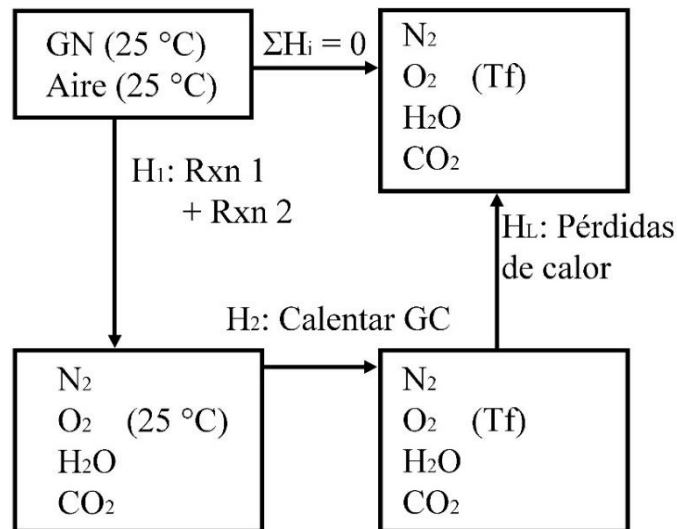 GN (25 °C)
Aire (25 °C)
ΣHᵢ = 0
N₂
O₂ (Tf)
H₂O
CO₂
H₁: Rxn 1
+ Rxn 2
H_L: Pérdidas
de calor
H₂: Calentar GC
N₂
O₂ (25 °C)
H₂O
CO₂
N₂
O₂ (Tf)
H₂O
CO₂